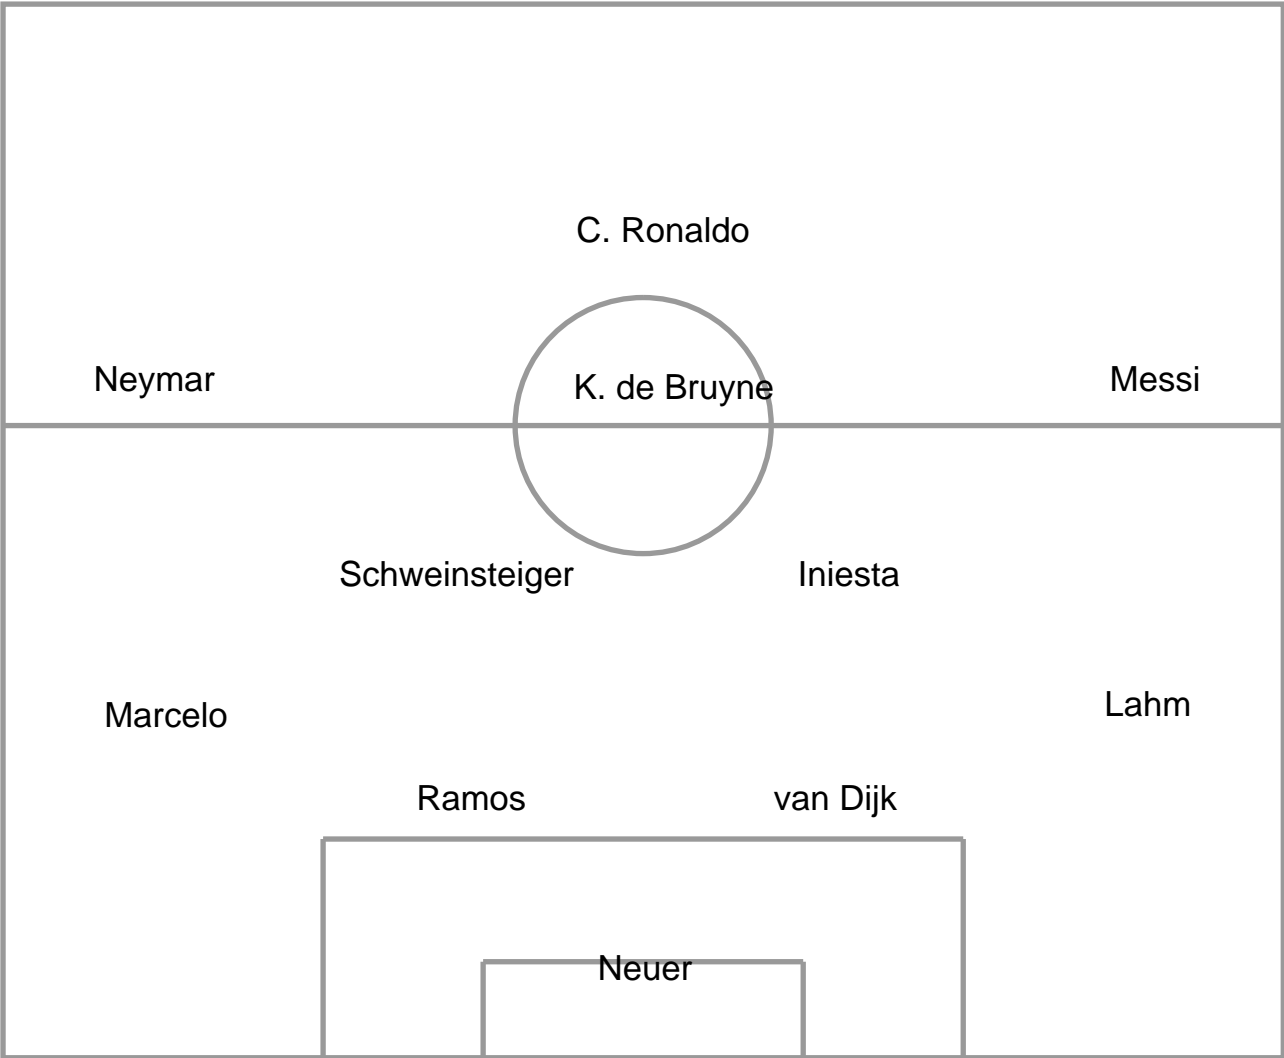 C. Ronaldo
Neymar
K. de Bruyne
Messi
Schweinsteiger
Iniesta
Marcelo
Lahm
Ramos
van Dijk
Neuer